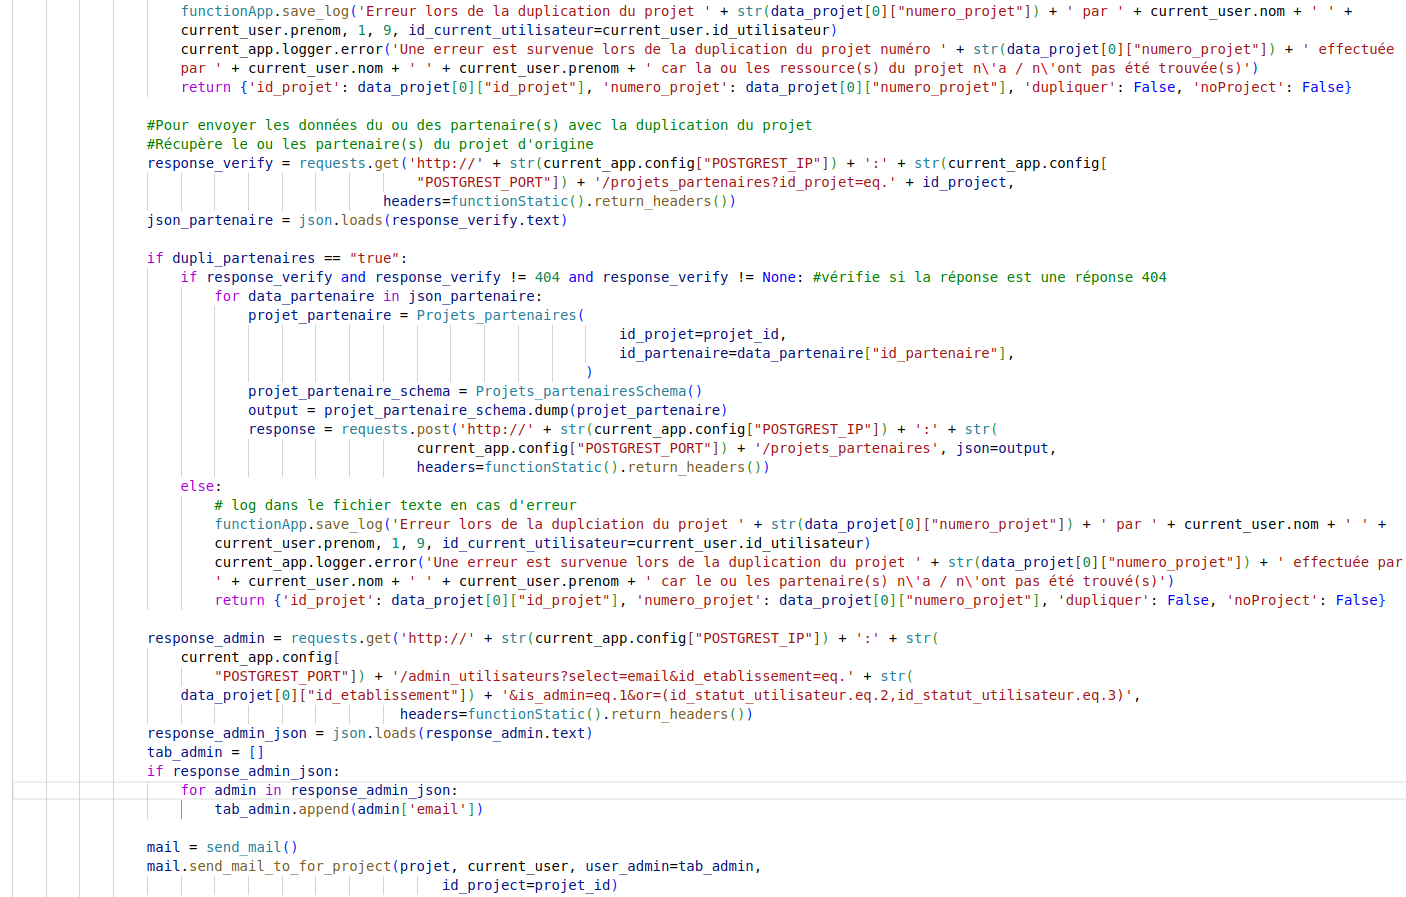 functionApp.save_log('Erreur lors de la duplication du projet ' + str(data_projet[0]["numero_projet"]) + ' par ' + current_user.nom + ' ' +
current_user.prenom, 1, 9, id_current_utilisateur=current_user.id_utilisateur)
current_app.logger.error('Une erreur est survenue lors de la duplication du projet numéro ' + str(data_projet[0]["numero_projet"]) + ' effectuée
par ' + current_user.nom + ' ' + current_user.prenom + ' car la ou les ressource(s) du projet n\'a / n\'ont pas été trouvée(s)')
return {'id_projet': data_projet[0]["id_projet"], 'numero_projet': data_projet[0]["numero_projet"], 'dupliquer': False, 'noProject': False}
#Pour envoyer les données du ou des partenaire(s) avec la duplication du projet
#Récupère le ou les partenaire(s) du projet d'origine
response_verify = requests.get('http://' + str(current_app.config["POSTGREST_IP"]) + ':' + str(current_app.config[
"POSTGREST_PORT"]) + '/projets_partenaires?id_projet=eq.' + id_project,
headers=functionStatic().return_headers())
json_partenaire = json.loads(response_verify.text)
if dupli_partenaires == "true":
if response_verify and response_verify != 404 and response_verify != None: #vérifie si la réponse est une réponse 404
for data_partenaire in json_partenaire:
projet_partenaire = Projets_partenaires(
id_projet=projet_id,
id_partenaire=data_partenaire["id_partenaire"],
)
projet_partenaire_schema = Projets_partenairesSchema()
output = projet_partenaire_schema.dump(projet_partenaire)
response = requests.post('http://' + str(current_app.config["POSTGREST_IP"]) + ':' + str(
current_app.config["POSTGREST_PORT"]) + '/projets_partenaires', json=output,
headers=functionStatic().return_headers())
else:
# log dans le fichier texte en cas d'erreur
functionApp.save_log('Erreur lors de la duplciation du projet ' + str(data_projet[0]["numero_projet"]) + ' par ' + current_user.nom + ' ' +
current_user.prenom, 1, 9, id_current_utilisateur=current_user.id_utilisateur)
current_app.logger.error('Une erreur est survenue lors de la duplication du projet ' + str(data_projet[0]["numero_projet"]) + ' effectuée par
' + current_user.nom + ' ' + current_user.prenom + ' car le ou les partenaire(s) n\'a / n\'ont pas été trouvé(s)')
return {'id_projet': data_projet[0]["id_projet"], 'numero_projet': data_projet[0]["numero_projet"], 'dupliquer': False, 'noProject': False}
response_admin = requests.get('http://' + str(current_app.config["POSTGREST_IP"]) + ':' + str(
current_app.config[
"POSTGREST_PORT"]) + '/admin_utilisateurs?select=email&id_etablissement=eq.' + str(
data_projet[0]["id_etablissement"]) + '&is_admin=eq.1&or=(id_statut_utilisateur.eq.2,id_statut_utilisateur.eq.3)',
headers=functionStatic().return_headers())
response_admin_json = json.loads(response_admin.text)
tab_admin = []
if response_admin_json:
for admin in response_admin_json:
tab_admin.append(admin['email'])
mail = send_mail()
mail.send_mail_to_for_project(projet, current_user, user_admin=tab_admin,
id_project=projet_id)